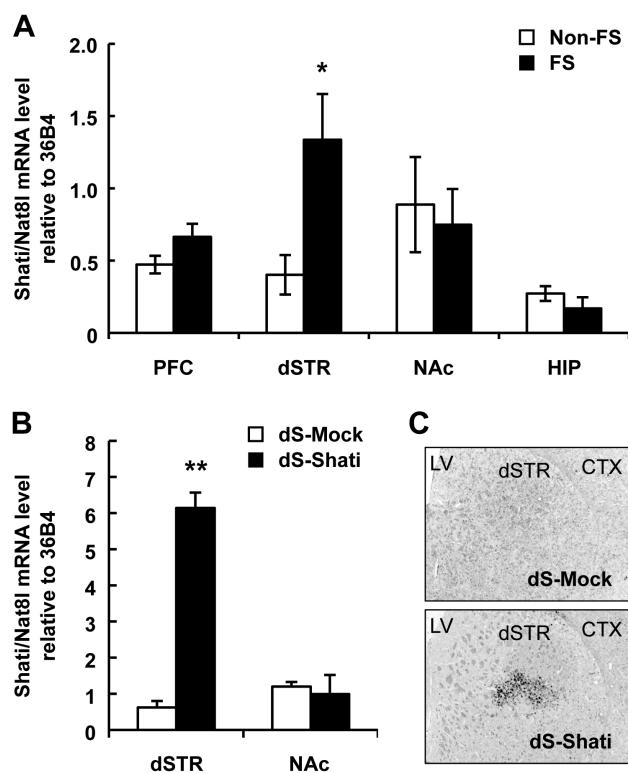 A
Shati/Nat8l mRNA level
relative to 36B4
2.0
1.5
1.0
0.5
0
*
Non-FS
FS
PFC
dSTR
NAc
HIP
B
Shati/Nat8l mRNA level
relative to 36B4
8
7
6
5
4
3
2
1
0
**
dS-Mock
dS-Shati
dSTR
NAc
C
LV
dSTR
CTX
dS-Mock
LV
dSTR
CTX
dS-Shati